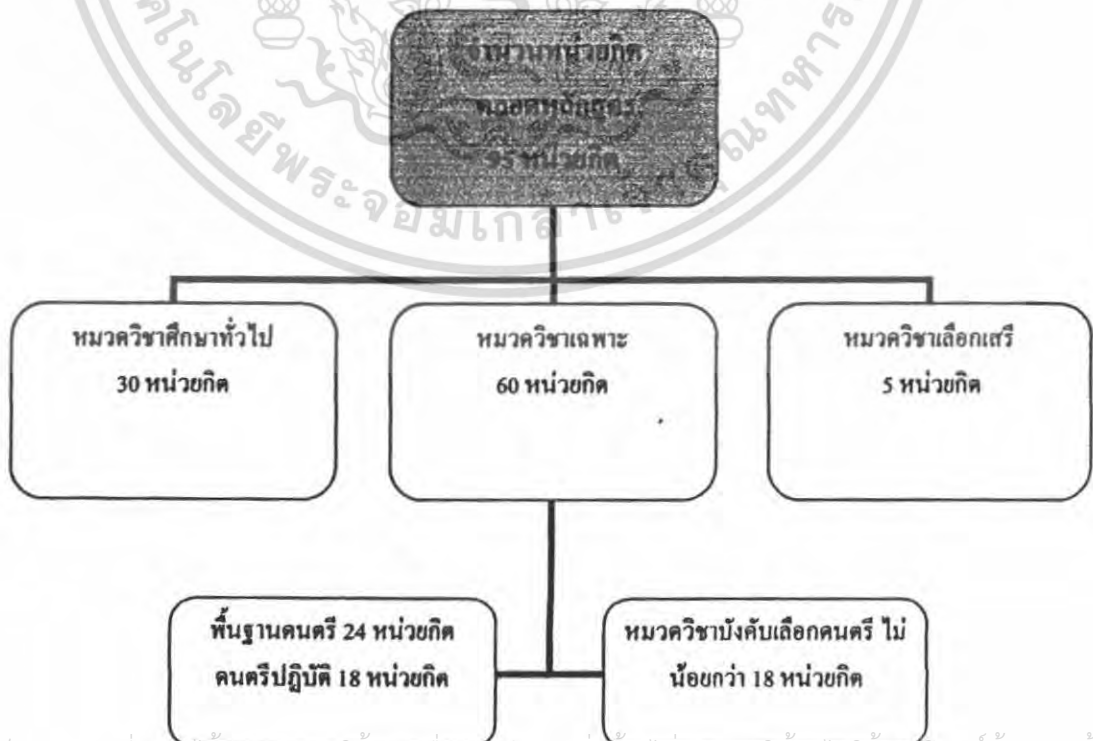 จำนวนหน่วยกิต
ตลอดหลักสูตร
95 หน่วยกิต
หมวดวิชาศึกษาทั่วไป
30 หน่วยกิต
หมวดวิชาเฉพาะ
60 หน่วยกิต
หมวดวิชาเลือกเสรี
5 หน่วยกิต
พื้นฐานดนตรี 24 หน่วยกิต
ดนตรีปฏิบัติ 18 หน่วยกิต
หมวดวิชาบังคับเลือกดนตรี ไม่
น้อยกว่า 18 หน่วยกิต